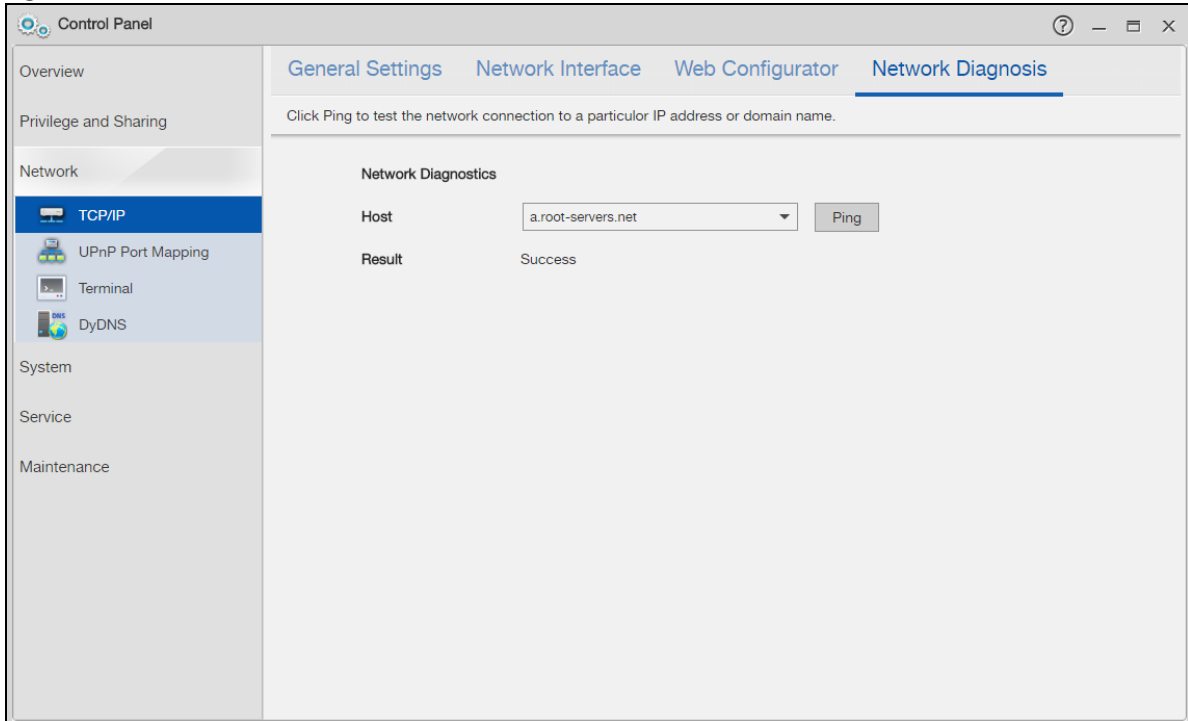 Control Panel
Overview
Privilege and Sharing
Network
TCP/IP
UPnP Port Mapping
Terminal
DNS
DyDNS
System
Service
Maintenance
General Settings Network Interface Web Configurator Network Diagnosis
Click Ping to test the network connection to a particulor IP address or domain name.
Network Diagnostics
Host a.root-servers.net Ping
Result Success